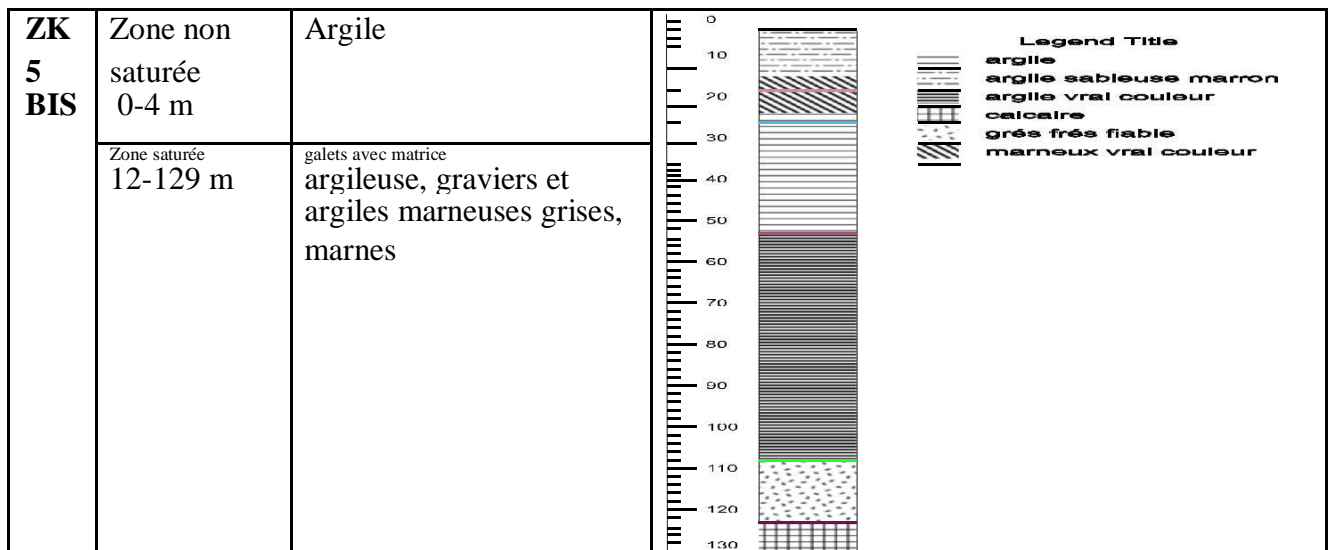 ZK
5
BIS
Zone non
saturée
0-4 m
Argile
Zone saturée
12-129 m
galets avec matrice
argileuse, graviers et
argiles marneuses grises,
marnes
0
10
20
30
40
50
60
70
80
90
100
110
120
130
Legend Title
argile
argile sableuse marron
argile vrai couleur
calcaire
grés frés fiable
marneux vrai couleur